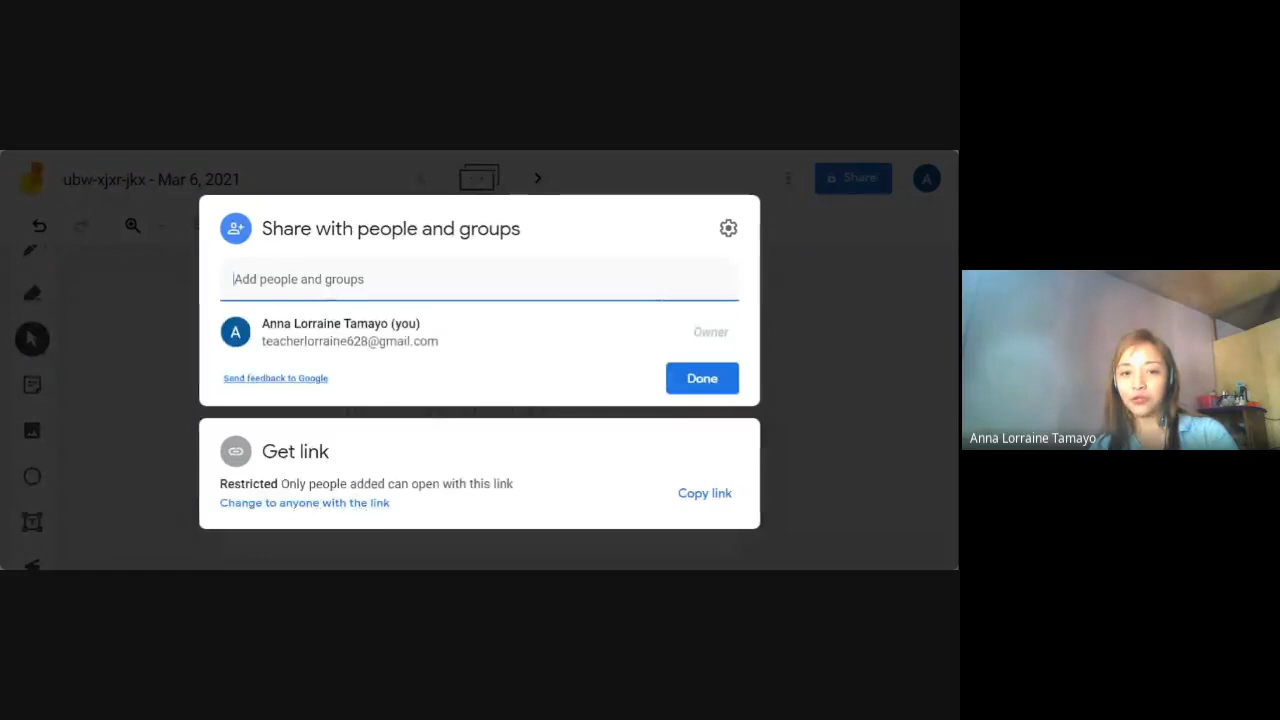 ubw-xjxr-jkx - Mar 6, 2021
Share
A
Share with people and groups
Add people and groups
A
Anna Lorraine Tamayo (you)
teacherlorraine628@gmail.com
Owner
Send feedback to Google
Done
Get link
Restricted Only people added can open with this link
Change to anyone with the link
Copy link
Anna Lorraine Tamayo